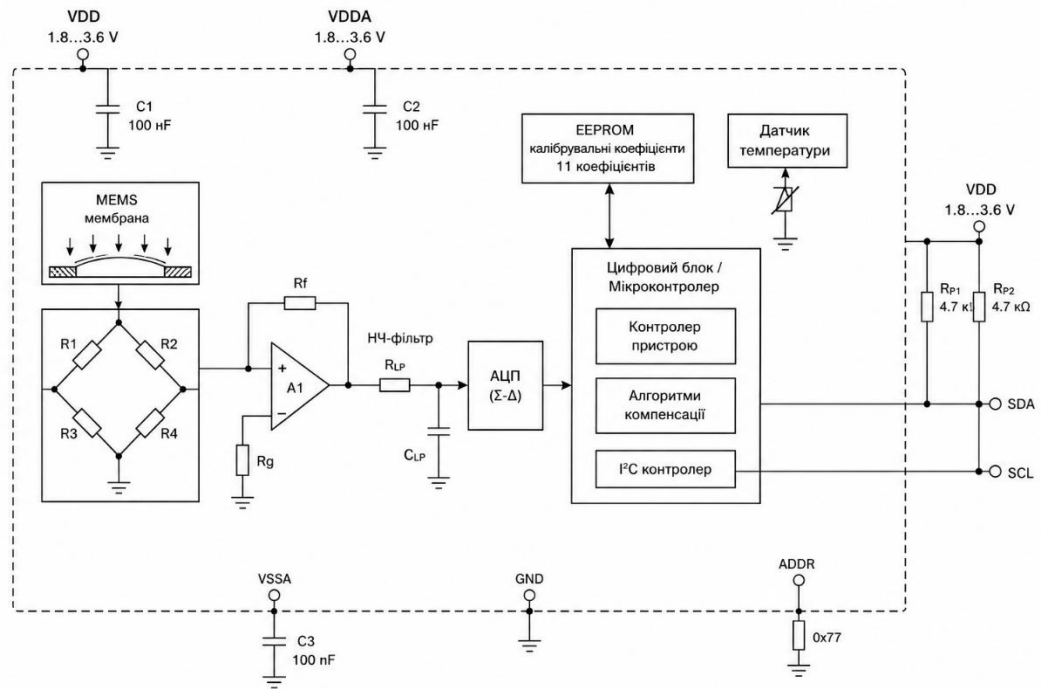 VDD
1.8...3.6 V
VDDA
1.8...3.6 V
C1
100 нF
C2
100 нF
EEPROM
калібрувальні коефіцієнти
11 коефіцієнтів
Датчик
температури
VDD
1.8...3.6 V
MEMS
мембрана
Цифровий блок /
Мікроконтролер
RP1
4.7 к
RP2
4.7 кΩ
R1
R2
R3
R4
Rf
A1
+
−
Rg
НЧ-фільтр
RLP
CLP
АЦП
(Σ-Δ)
Контролер
пристрою
Алгоритми
компенсації
I²C контролер
SDA
SCL
VSSA
C3
100 nF
GND
ADDR
0x77